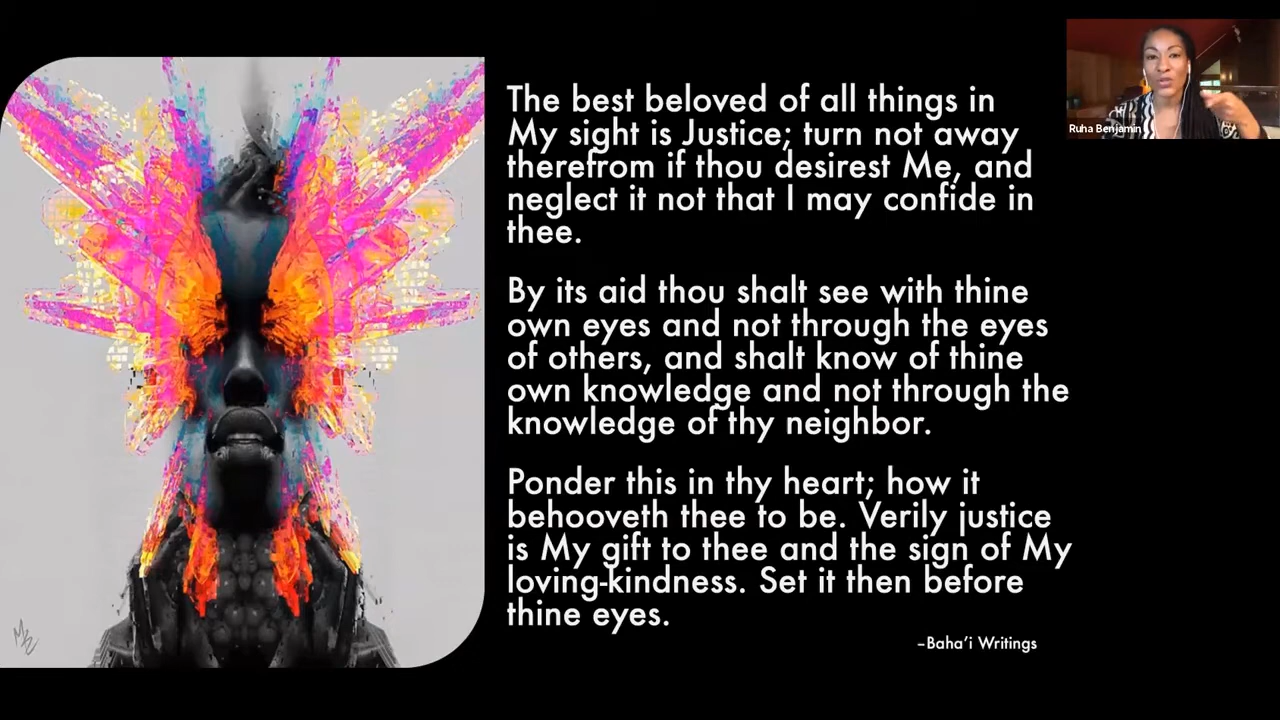 The best beloved of all things in
My sight is Justice; turn not away
therefrom if thou desirest Me, and
neglect it not that I may confide in
thee.
By its aid thou shalt see with thine
own eyes and not through the eyes
of others, and shalt know of thine
own knowledge and not through the
knowledge of thy neighbor.
Ponder this in thy heart; how it
behooveth thee to be. Verily justice
is My gift to thee and the sign of My
loving-kindness. Set it then before
thine eyes.
–Baha'i Writings
Ruha Benjamin